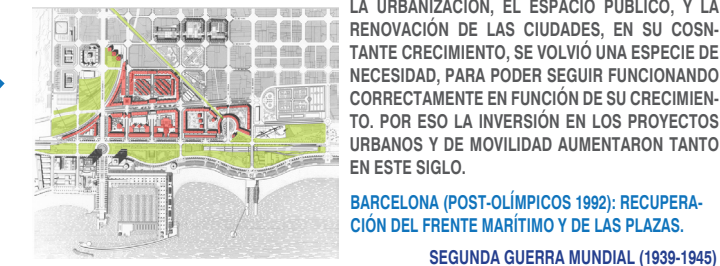 LA URBANIZACIÓN, EL ESPACIO PÚBLICO, Y LA
RENOVACIÓN DE LAS CIUDADES, EN SU COSN-
TANTE CRECIMIENTO, SE VOLVIÓ UNA ESPECIE DE
NECESIDAD, PARA PODER SEGUIR FUNCIONANDO
CORRECTAMENTE EN FUNCIÓN DE SU CRECIMIEN-
TO. POR ESO LA INVERSIÓN EN LOS PROYECTOS
URBANOS Y DE MOVILIDAD AUMENTARON TANTO
EN ESTE SIGLO.
BARCELONA (POST-OLÍMPICOS 1992): RECUPERA-
CIÓN DEL FRENTE MARÍTIMO Y DE LAS PLAZAS.
SEGUNDA GUERRA MUNDIAL (1939-1945)